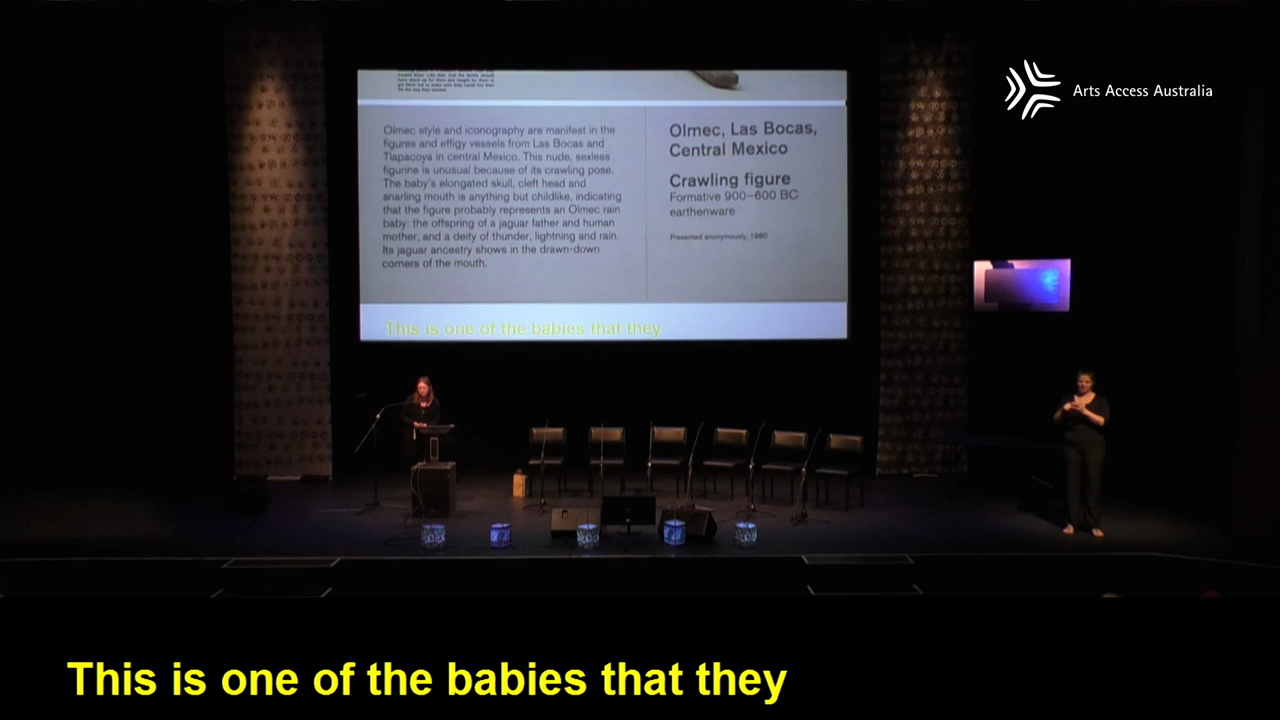 Arts Access Australia
Olmec style and iconography are manifest in the
figures and effigy vessels from Las Bocas and
Tlapacoya in central Mexico. This nude, sexless
figurine is unusual because of its crawling pose.
The baby's elongated skull, cleft head and
snarling mouth is anything but childlike, indicating
that the figure probably represents an Olmec rain
baby: the offspring of a jaguar father and human
mother, and a deity of thunder, lightning and rain.
Its jaguar ancestry shows in the drawn-down
corners of the mouth.
Olmec, Las Bocas,
Central Mexico
Crawling figure
Formative 900–600 BC
earthenware
Presented anonymously, 1980
This is one of the babies that they
This is one of the babies that they